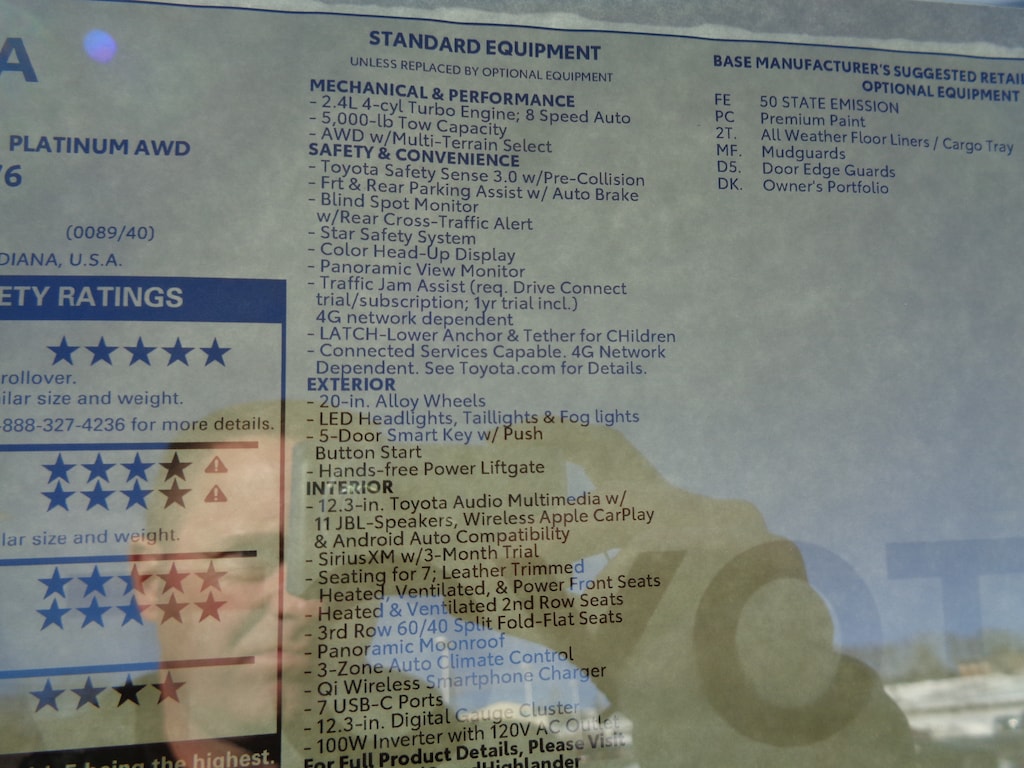 A
PLATINUM AWD
76
(0089/40)
DIANA, U.S.A.
ETY RATINGS
rollover.
ilar size and weight.
-888-327-4236 for more details.
lar size and weight.
5 being the highest.
STANDARD EQUIPMENT
UNLESS REPLACED BY OPTIONAL EQUIPMENT
MECHANICAL & PERFORMANCE
- 2.4L 4-cyl Turbo Engine; 8 Speed Auto
- 5,000-lb Tow Capacity
- AWD w/Multi-Terrain Select
SAFETY & CONVENIENCE
- Toyota Safety Sense 3.0 w/Pre-Collision
- Frt & Rear Parking Assist w/ Auto Brake
- Blind Spot Monitor
w/Rear Cross-Traffic Alert
- Star Safety System
- Color Head-Up Display
- Panoramic View Monitor
- Traffic Jam Assist (req. Drive Connect
trial/subscription; 1yr trial incl.)
4G network dependent
- LATCH-Lower Anchor & Tether for CHildren
- Connected Services Capable. 4G Network
Dependent. See Toyota.com for Details.
EXTERIOR
- 20-in. Alloy Wheels
- LED Headlights, Taillights & Fog lights
- 5-Door Smart Key w/ Push
Button Start
- Hands-free Power Liftgate
INTERIOR
- 12.3-in. Toyota Audio Multimedia w/
11 JBL-Speakers, Wireless Apple CarPlay
& Android Auto Compatibility
- SiriusXM w/3-Month Trial
- Seating for 7; Leather Trimmed
Heated, Ventilated, & Power Front Seats
- Heated & Ventilated 2nd Row Seats
- 3rd Row 60/40 Split Fold-Flat Seats
- Panoramic Moonroof
- 3-Zone Auto Climate Control
- Qi Wireless Smartphone Charger
- 7 USB-C Ports
- 12.3-in. Digital Gauge Cluster
- 100W Inverter with 120V AC Outlet
For Full Product Details, Please Visit
Highlander
BASE MANUFACTURER'S SUGGESTED RETAI
OPTIONAL EQUIPMENT
FE 50 STATE EMISSION
PC Premium Paint
2T. All Weather Floor Liners / Cargo Tray
MF. Mudguards
D5. Door Edge Guards
DK. Owner's Portfolio
YOT